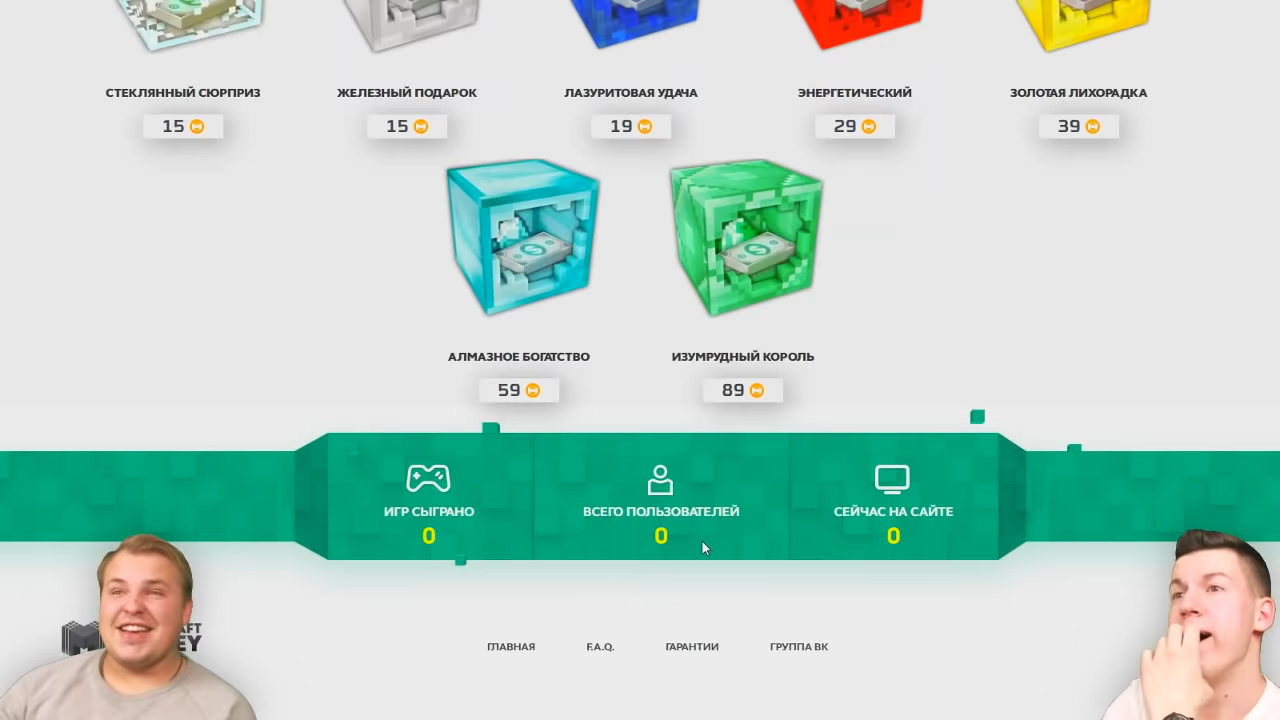 СТЕКЛЯННЫЙ СЮРПРИЗ
ЖЕЛЕЗНЫЙ ПОДАРОК
ЛАЗУРИТОВАЯ УДАЧА
ЭНЕРГЕТИЧЕСКИЙ
ЗОЛОТАЯ ЛИХОРАДКА
15
15
19
29
39
АЛМАЗНОЕ БОГАТСТВО
ИЗУМРУДНЫЙ КОРОЛЬ
59
89
ИГР СЫГРАНО
ВСЕГО ПОЛЬЗОВАТЕЛЕЙ
СЕЙЧАС НА САЙТЕ
0
0
0
ГЛАВНАЯ
F.A.Q.
ГАРАНТИИ
ГРУППА ВК